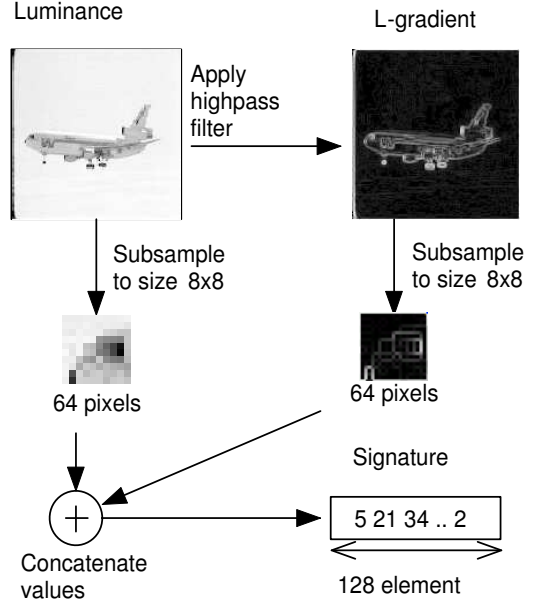 Luminance
L-gradient
Apply
highpass
filter
Subsample
to size 8x8
Subsample
to size 8x8
64 pixels
64 pixels
Signature
5 21 34 .. 2
Concatenate
values
128 element